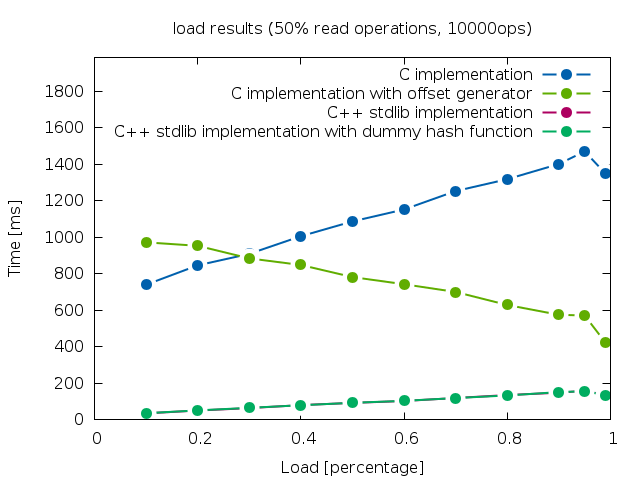 load results (50% read operations, 10000ops)
C implementation
C implementation with offset generator
C++ stdlib implementation
C++ stdlib implementation with dummy hash function
Time [ms]
1800
1600
1400
1200
1000
800
600
400
200
0
0 0.2 0.4 0.6 0.8 1
Load [percentage]